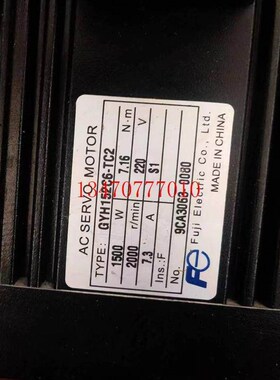 AC SERVO MOTOR
TYPE: GYH152C6-TC2
1500 W 7.16 N·m
2000 r/min 220 V
7.3 A S1
Ins.: F
No. 9CA3063-0080
Fe Fuji Electric Co., Ltd.
MADE IN CHINA